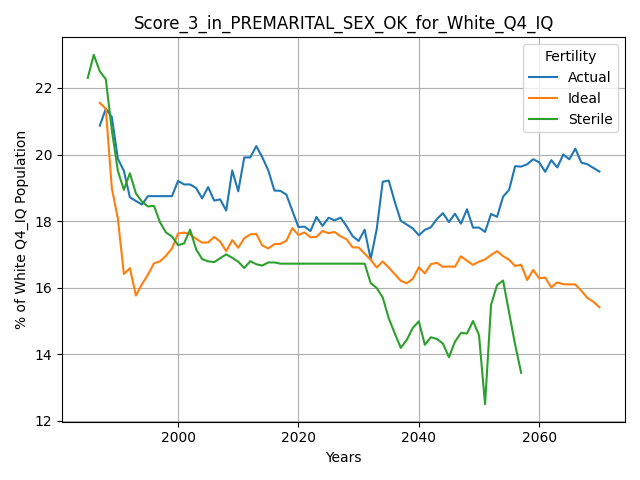 Score_3_in_PREMARITAL_SEX_OK_for_White_Q4_IQ
Fertility
Actual
Ideal
Sterile
% of White Q4_IQ Population
22
20
18
16
14
12
2000
2020
2040
2060
Years